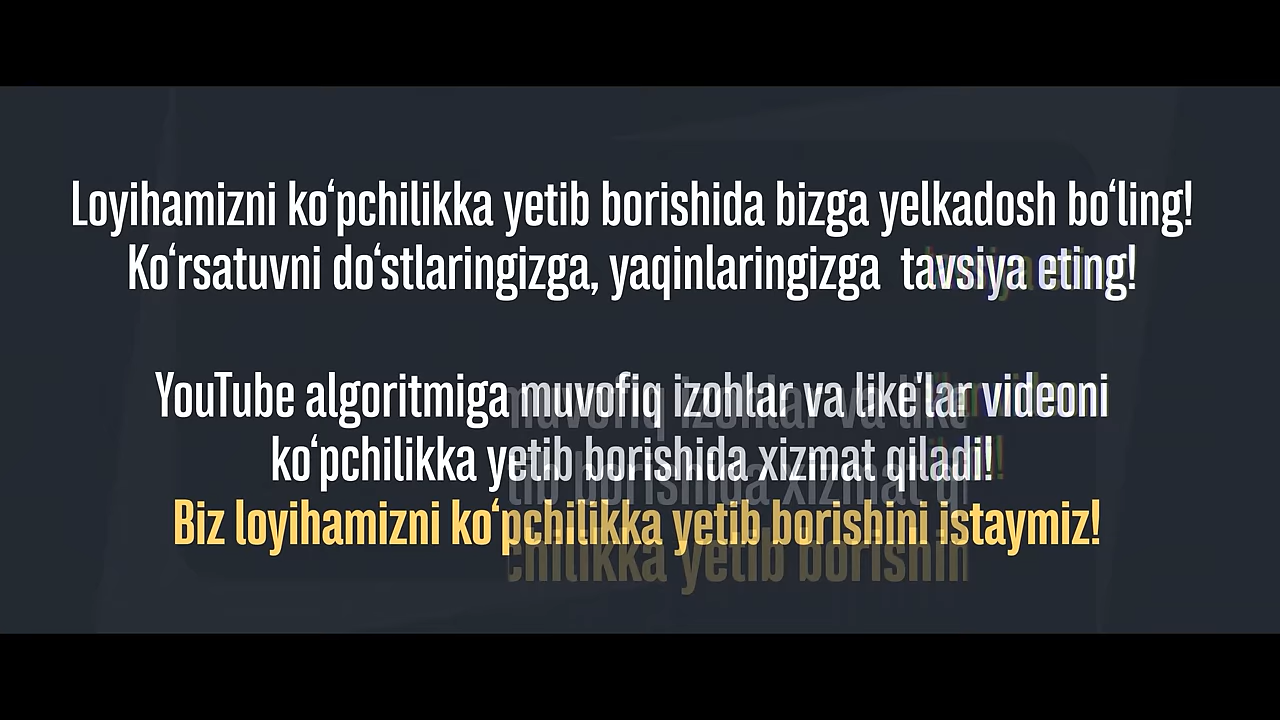 Loyihamizni ko‘pchilikka yetib borishida bizga yelkadosh bo‘ling!
Ko‘rsatuvni do‘stlaringizga, yaqinlaringizga tavsiya eting!
YouTube algoritmiga muvofiq izohlar va like'lar videoni
ko‘pchilikka yetib borishida xizmat qiladi!
Biz loyihamizni ko‘pchilikka yetib borishini istaymiz!